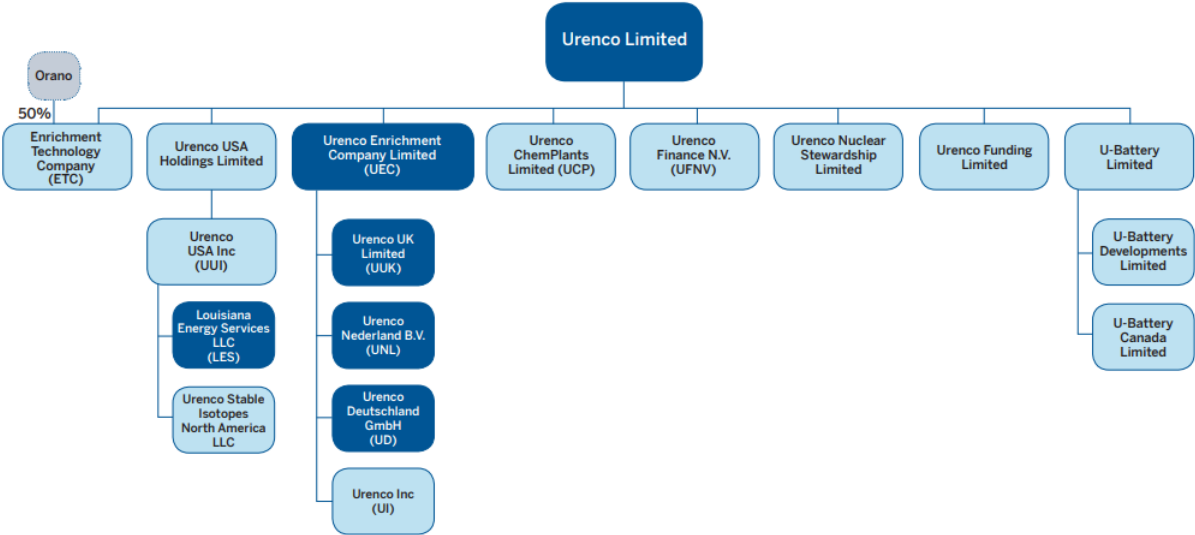 Urenco Limited
Orano
50%
Enrichment
Technology
Company
(ETC)
Urenco USA
Holdings Limited
Urenco Enrichment
Company Limited
(UEC)
Urenco
ChemPlants
Limited (UCP)
Urenco
Finance N.V.
(UFNV)
Urenco Nuclear
Stewardship
Limited
Urenco Funding
Limited
U-Battery
Limited
Urenco
USA Inc
(UUI)
Louisiana
Energy Services
LLC
(LES)
Urenco Stable
Isotopes
North America
LLC
Urenco UK
Limited
(UUK)
Urenco
Nederland B.V.
(UNL)
Urenco
Deutschland
GmbH
(UD)
Urenco Inc
(UI)
U-Battery
Developments
Limited
U-Battery
Canada
Limited